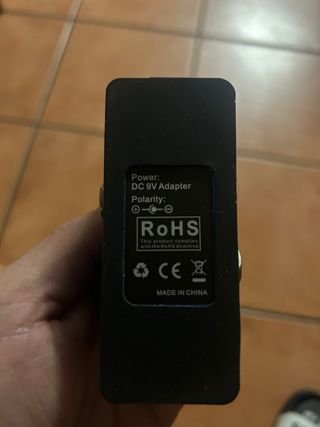 Power:
DC 9V Adapter
Polarity:
RoHS
This product complies
with the RoHS directive
CE
MADE IN CHINA